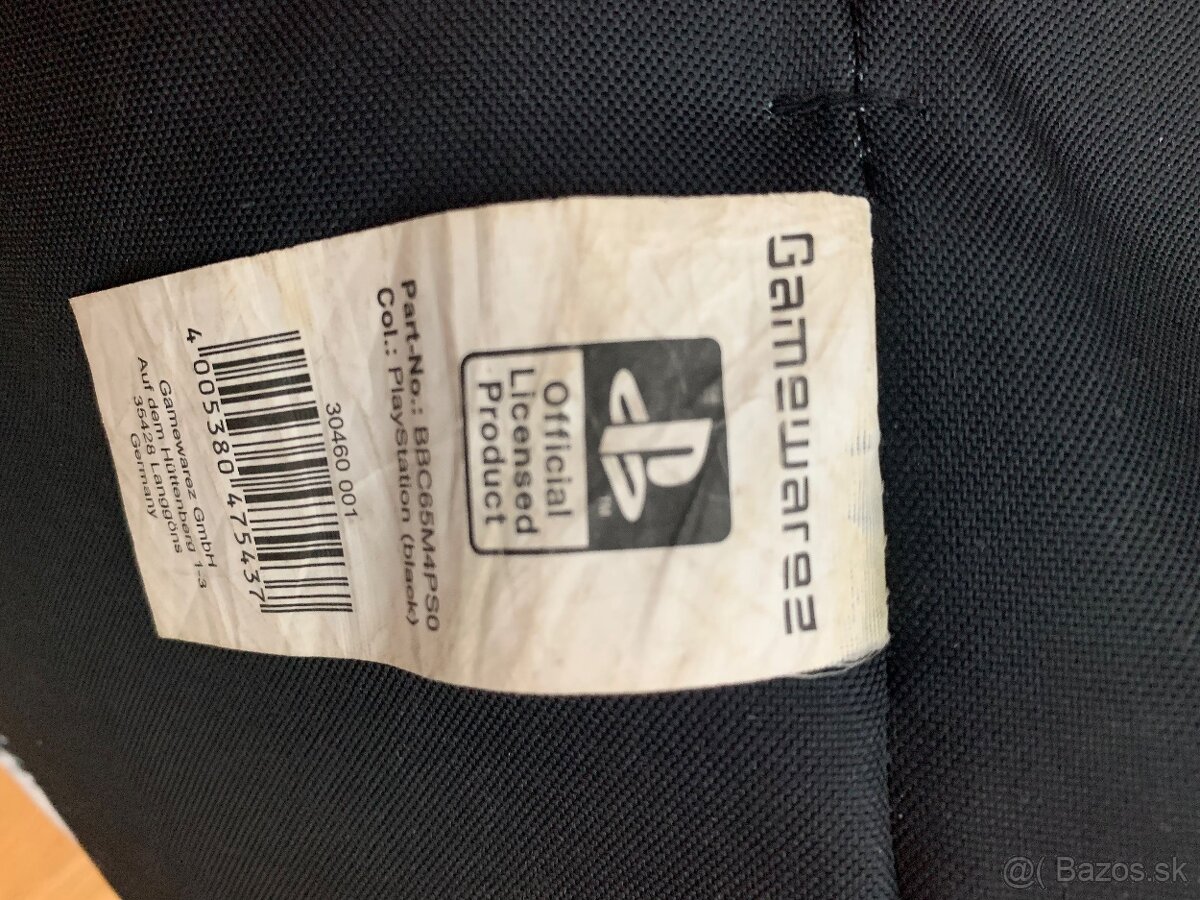 Gamewarez
TM
Official
Licensed
Product
Part-No.: BBC65M4PS0
Col.: PlayStation (black)
30460 001
4 005380 475437
Gamewarez GmbH
Auf dem Hüttenberg 1-3
35428 Langgöns
Germany
@( Bazos.sk